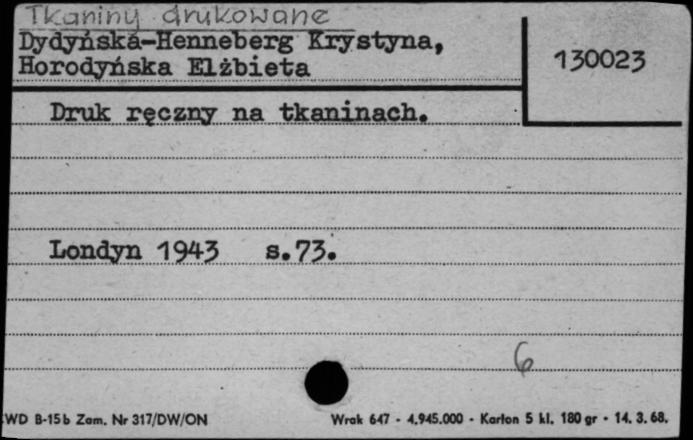 Tkaniny drukowane
Dydyńska-Henneberg Krystyna,
Horodyńska Elżbieta
130023
Druk ręczny na tkaninach.
Londyn 1943 s.73.
6
WD B-15b Zam. Nr 317/DW/ON
Wrak 647 - 4.945.000 - Karton 5 kl. 180 gr - 14. 3. 68.